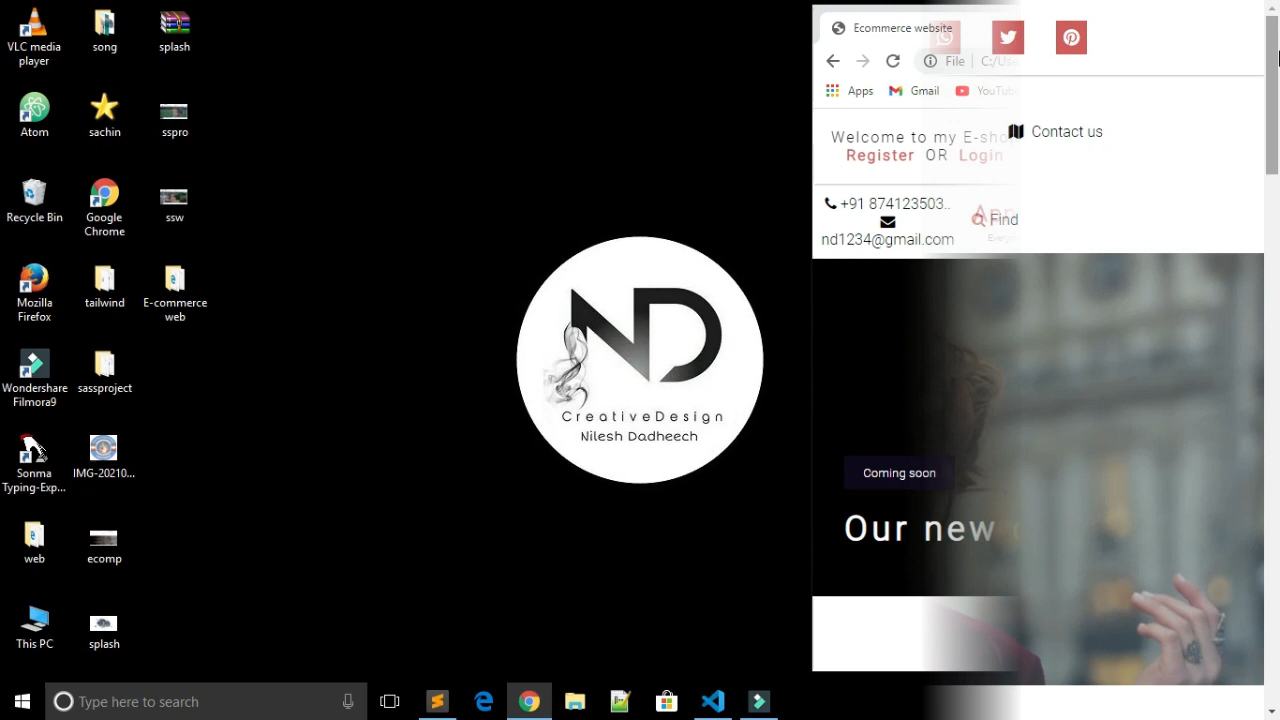 VLC media
player
song
splash
Atom
sachin
sspro
Recycle Bin
Google
Chrome
ssw
Mozilla
Firefox
tailwind
E-commerce
web
Wondershare
Filmora9
sassproject
Sonma
Typing-Exp...
IMG-20210...
web
ecomp
This PC
splash
ND
CreativeDesign
Nilesh Dadheech
Ecommerce website
File
Apps
Gmail
Welcome to my E-sho
Register OR Login
Contact us
+91 874123503..
Find
nd1234@gmail.com
Coming soon
Our new
Type here to search